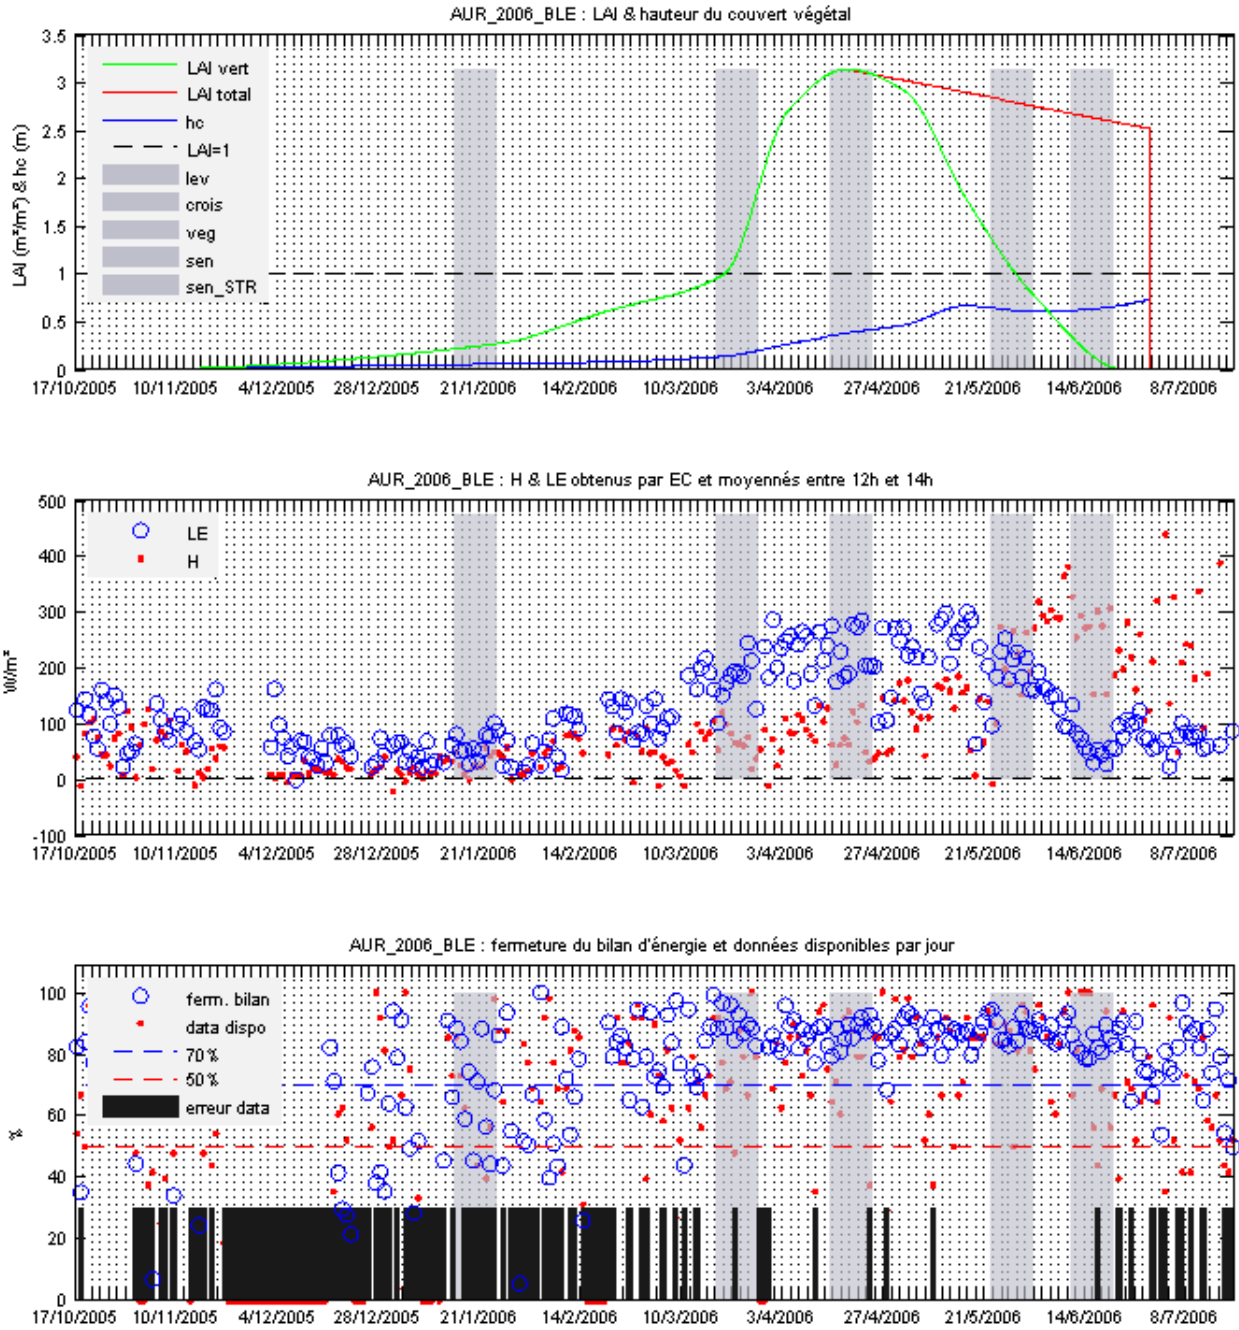 AUR_2006_BLE : LAI & hauteur du couvert végétal
LAI (m²/m²) & hc (m)
3.5
3
2.5
2
1.5
1
0.5
0
LAI vert
LAI total
hc
LAI=1
lev
crois
veg
sen
sen_STR
17/10/2005 10/11/2005 4/12/2005 28/12/2005 21/1/2006 14/2/2006 10/3/2006 3/4/2006 27/4/2006 21/5/2006 14/6/2006 8/7/2006
AUR_2006_BLE : H & LE obtenus par EC et moyennés entre 12h et 14h
W/m²
500
400
300
200
100
0
-100
LE
H
17/10/2005 10/11/2005 4/12/2005 28/12/2005 21/1/2006 14/2/2006 10/3/2006 3/4/2006 27/4/2006 21/5/2006 14/6/2006 8/7/2006
AUR_2006_BLE : fermeture du bilan d'énergie et données disponibles par jour
%
100
80
60
40
20
0
ferm. bilan
data dispo
70 %
50 %
erreur data
17/10/2005 10/11/2005 4/12/2005 28/12/2005 21/1/2006 14/2/2006 10/3/2006 3/4/2006 27/4/2006 21/5/2006 14/6/2006 8/7/2006